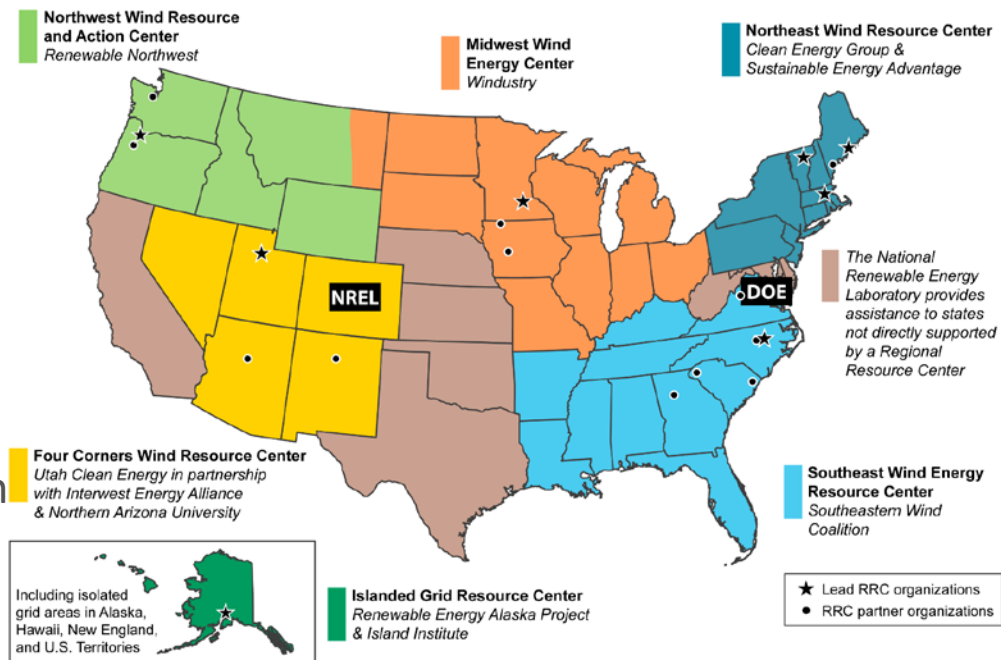 Northwest Wind Resource
and Action Center
Renewable Northwest
Midwest Wind
Energy Center
Windustry
Northeast Wind Resource Center
Clean Energy Group &
Sustainable Energy Advantage
The National
Renewable Energy
Laboratory provides
assistance to states
not directly supported
by a Regional
Resource Center
NREL
DOE
Four Corners Wind Resource Center
Utah Clean Energy in partnership
with Interwest Energy Alliance
& Northern Arizona University
Southeast Wind Energy
Resource Center
Southeastern Wind
Coalition
Including isolated
grid areas in Alaska,
Hawaii, New England,
and U.S. Territories
Islanded Grid Resource Center
Renewable Energy Alaska Project
& Island Institute
Lead RRC organizations
RRC partner organizations